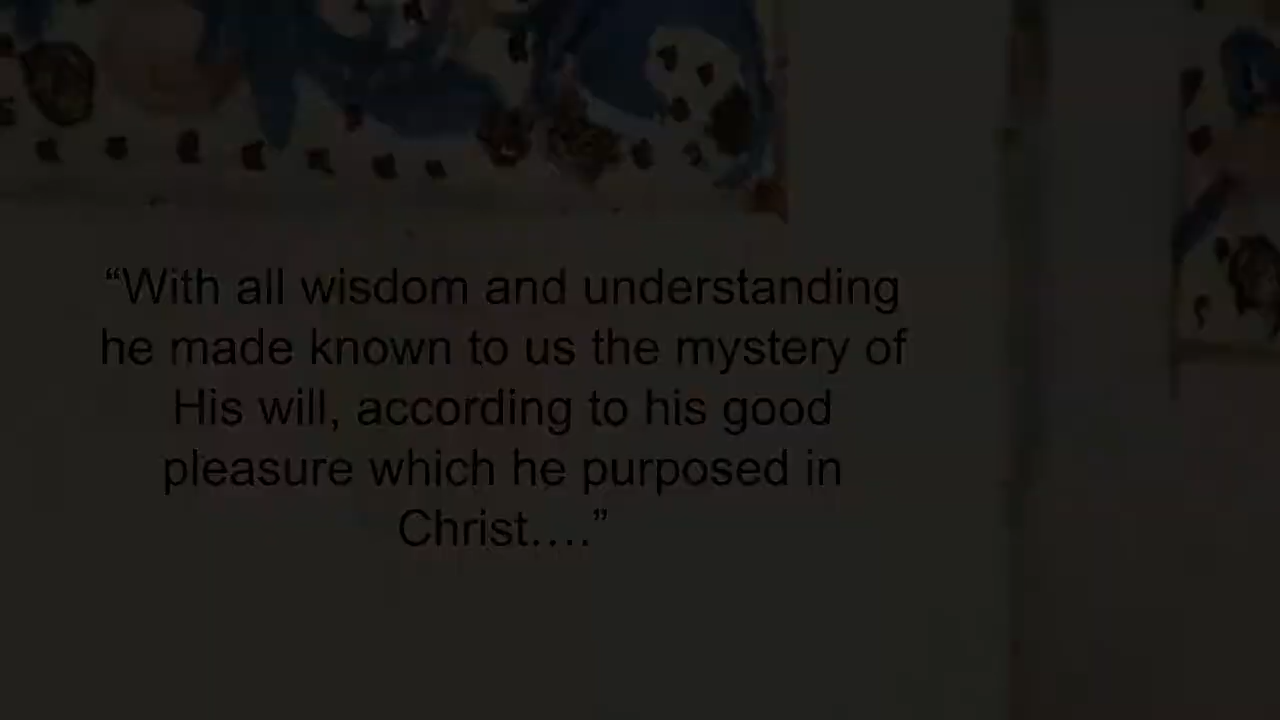 “With all wisdom and understanding
he made known to us the mystery of
His will, according to his good
pleasure which he purposed in
Christ….”